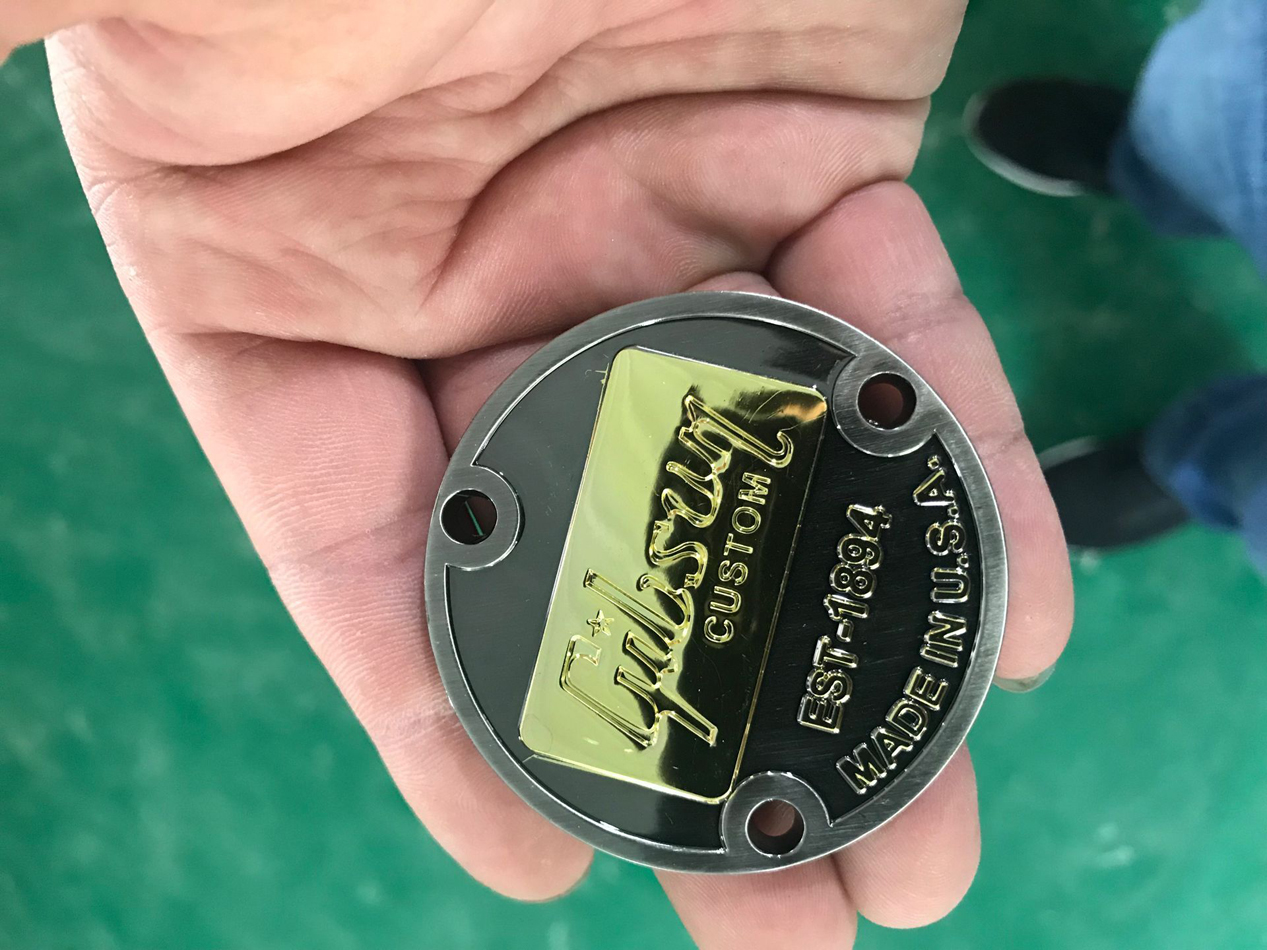 Gibson
CUSTOM
EST-1894
MADE IN U.S.A.